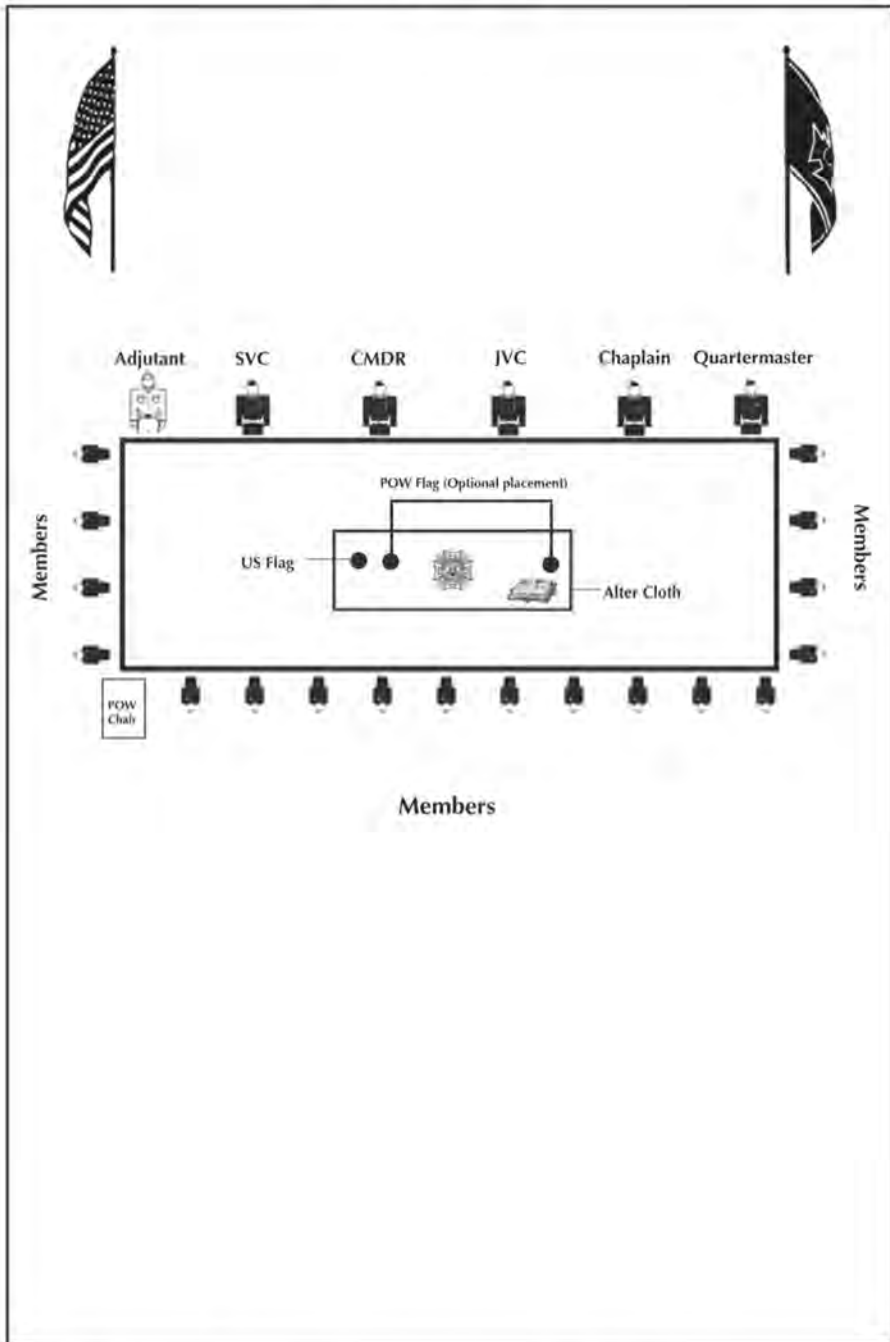 Adjutant SVC CMDR JVC Chaplain Quartermaster
POW Flag (Optional placement)
US Flag
Alter Cloth
Members
Members
POW
Chair
Members